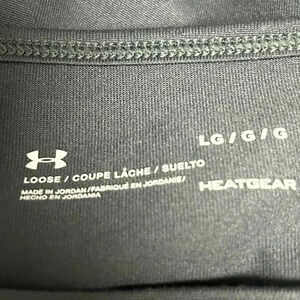 LG / G / G
LOOSE / COUPE LÂCHE / SUELTO
MADE IN JORDAN / FABRIQUÉ EN JORDANIE/
HECHO EN JORDANIA
HEATGEAR